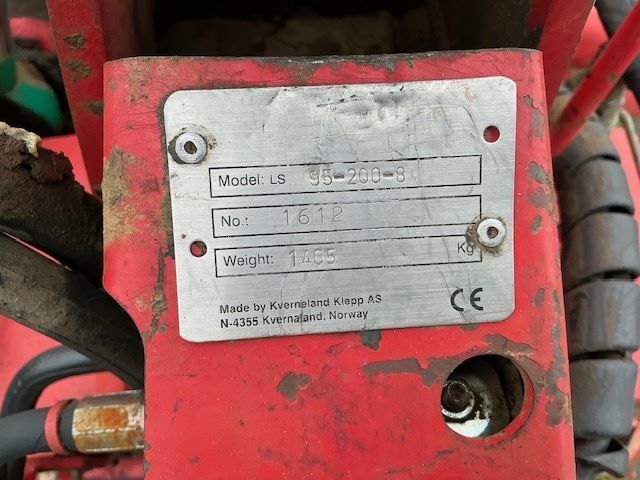 Model: LS 95-200-8
No.: 1612
Weight: 1405 Kg
Made by Kverneland Klepp AS
N-4355 Kvernaland, Norway
CE